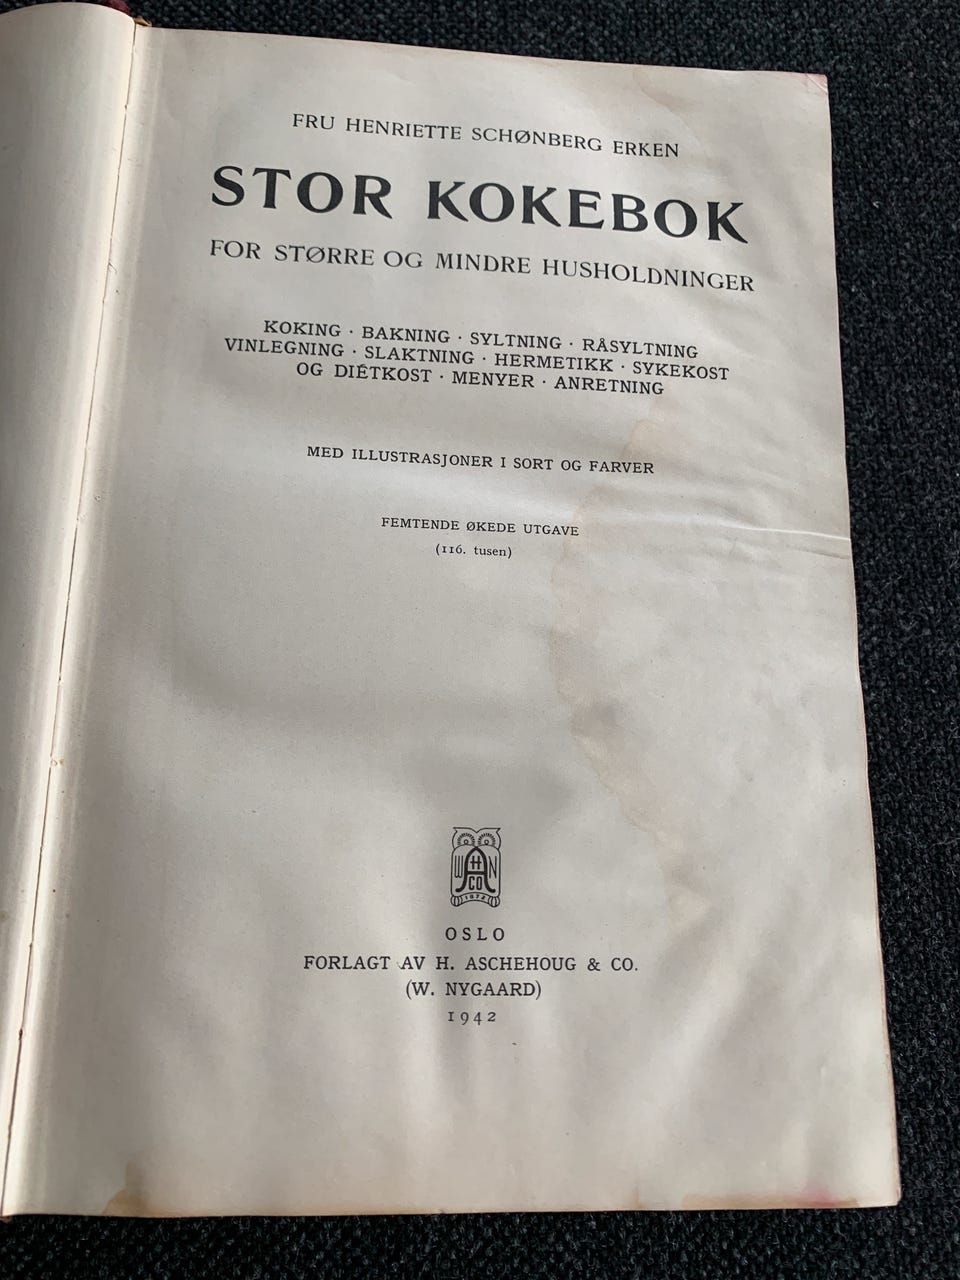 FRU HENRIETTE SCHØNBERG ERKEN
STOR KOKEBOK
FOR STØRRE OG MINDRE HUSHOLDNINGER
KOKING · BAKNING · SYLTNING · RÅSYLTNING
VINLEGNING · SLAKTNING · HERMETIKK · SYKEKOST
OG DIÉTKOST · MENYER · ANRETNING
MED ILLUSTRASJONER I SORT OG FARVER
FEMTENDE ØKEDE UTGAVE
(116. tusen)
W H N
A
CO
1872
OSLO
FORLAGT AV H. ASCHEHOUG & CO.
(W. NYGAARD)
1942